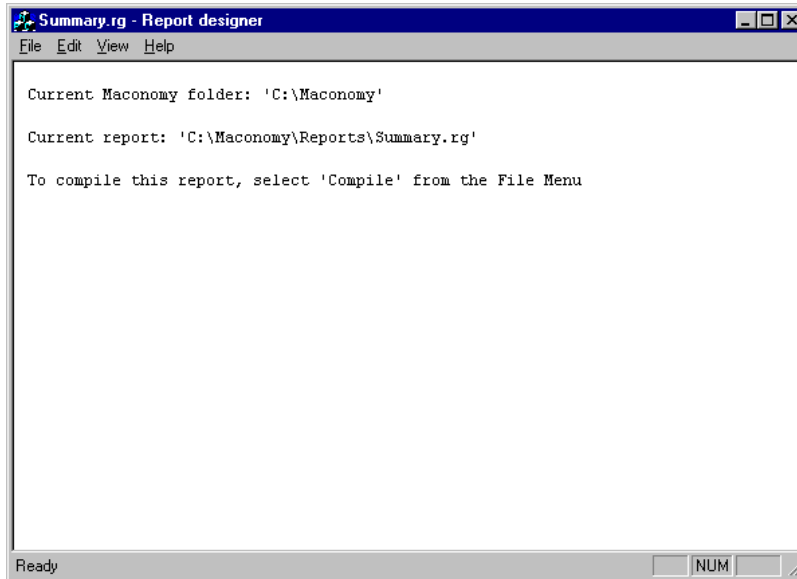 Summary.rg - Report designer
File Edit View Help
Current Maconomy folder: 'C:\Maconomy'
Current report: 'C:\Maconomy\Reports\Summary.rg'
To compile this report, select 'Compile' from the File Menu
Ready NUM